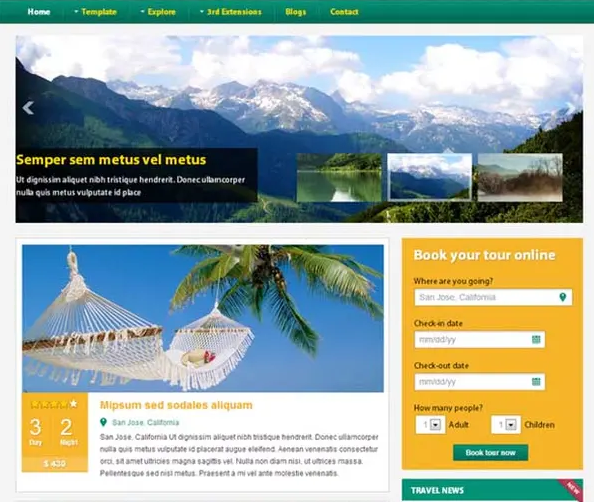 Home Template Explore 3rd Extensions Blogs Contact
Semper sem metus vel metus
Ut dignissim aliquet nibh tristique hendrerit. Donec ullamcorper
nulla quis metus vulputate id place
Book your tour online
Where are you going?
San Jose, California
Check-in date
mm/dd/yy
Check-out date
mm/dd/yy
How many people?
1 Adult 1 Children
Book tour now
3 Day 2 Night
$ 430
Mipsum sed sodales aliquam
San Jose, California
San Jose, California Ut dignissim aliquet nibh tristique hendrerit. Donec ullamcorper
nulla quis metus vulputate id placerat augue eleifend. Aenean venenatis consectetur
orci, sit amet ultricies magna sagittis vel. Nulla non diam nisi, ut ultrices massa.
Pellentesque sed nisl metus. Praesent a mi vel ante molestie venenatis.
TRAVEL NEWS
NEW